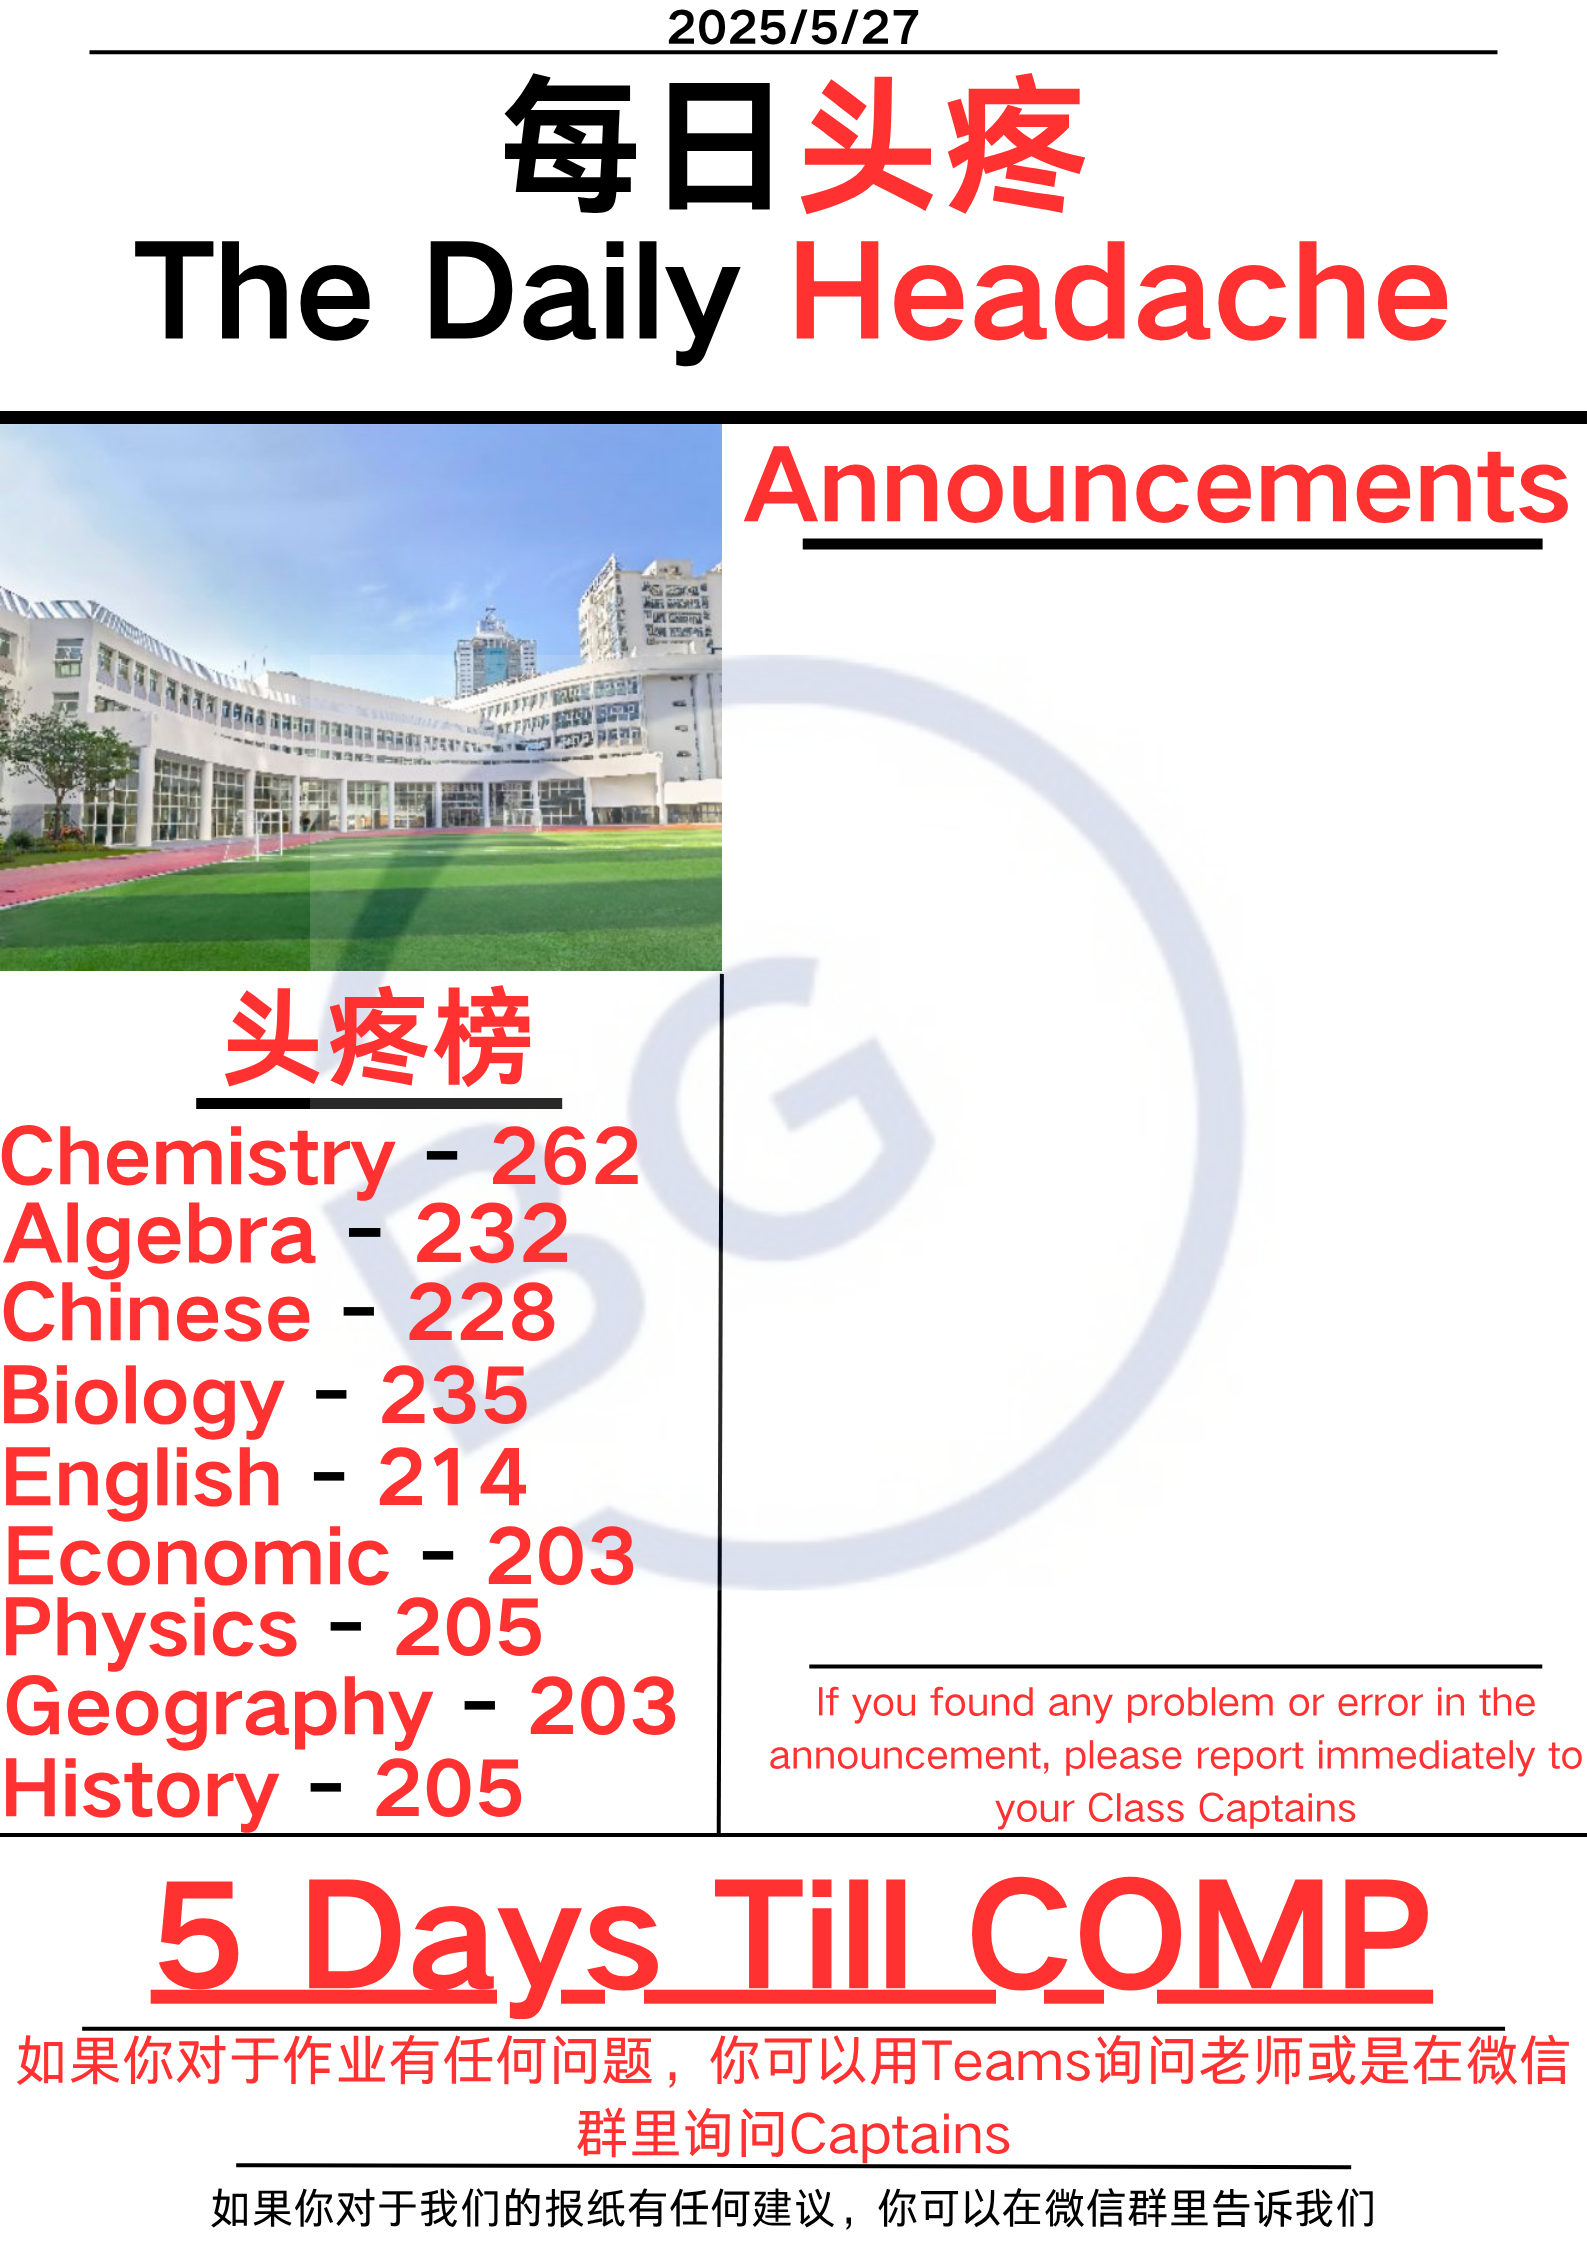 2025/5/27
每日头疼
The Daily Headache
Announcements
头疼榜
Chemistry - 262
Algebra - 232
Chinese - 228
Biology - 235
English - 214
Economic - 203
Physics - 205
Geography - 203
History - 205
BG
If you found any problem or error in the
announcement, please report immediately to
your Class Captains
5 Days Till COMP
如果你对于作业有任何问题，你可以用Teams询问老师或是在微信
群里询问Captains
如果你对于我们的报纸有任何建议，你可以在微信群里告诉我们